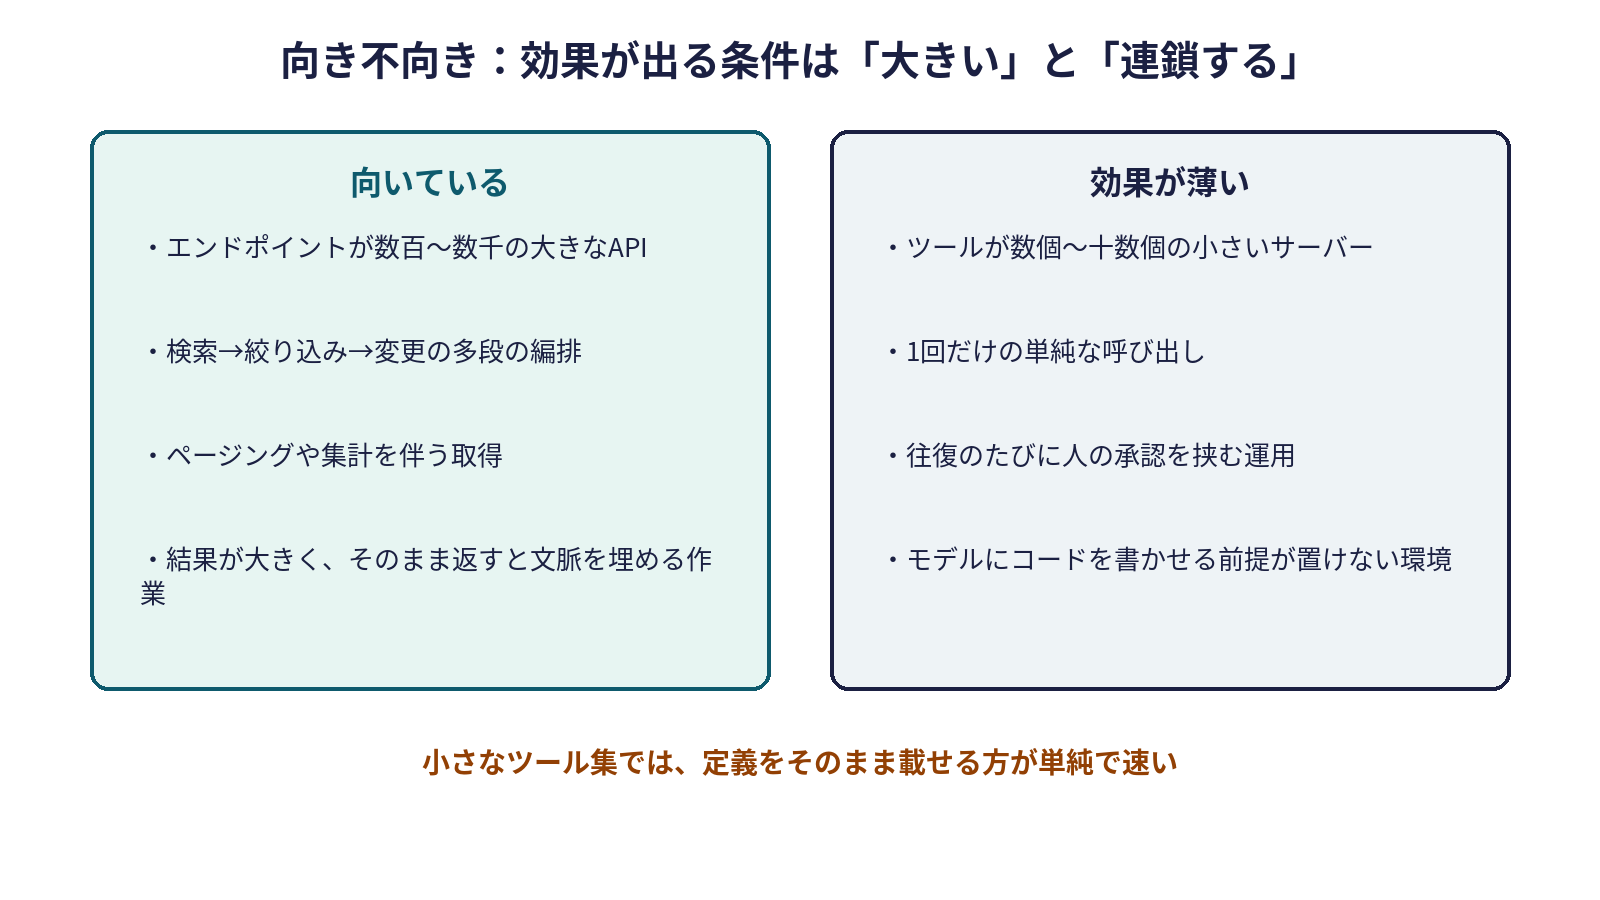 向き不向き：効果が出る条件は「大きい」と「連鎖する」
向いている
・エンドポイントが数百〜数千の大きなAPI
・検索→絞り込み→変更の多段の編排
・ページングや集計を伴う取得
・結果が大きく、そのまま返すと文脈を埋める作
業
効果が薄い
・ツールが数個〜十数個の小さいサーバー
・1回だけの単純な呼び出し
・往復のたびに人の承認を挟む運用
・モデルにコードを書かせる前提が置けない環境
小さなツール集では、定義をそのまま載せる方が単純で速い